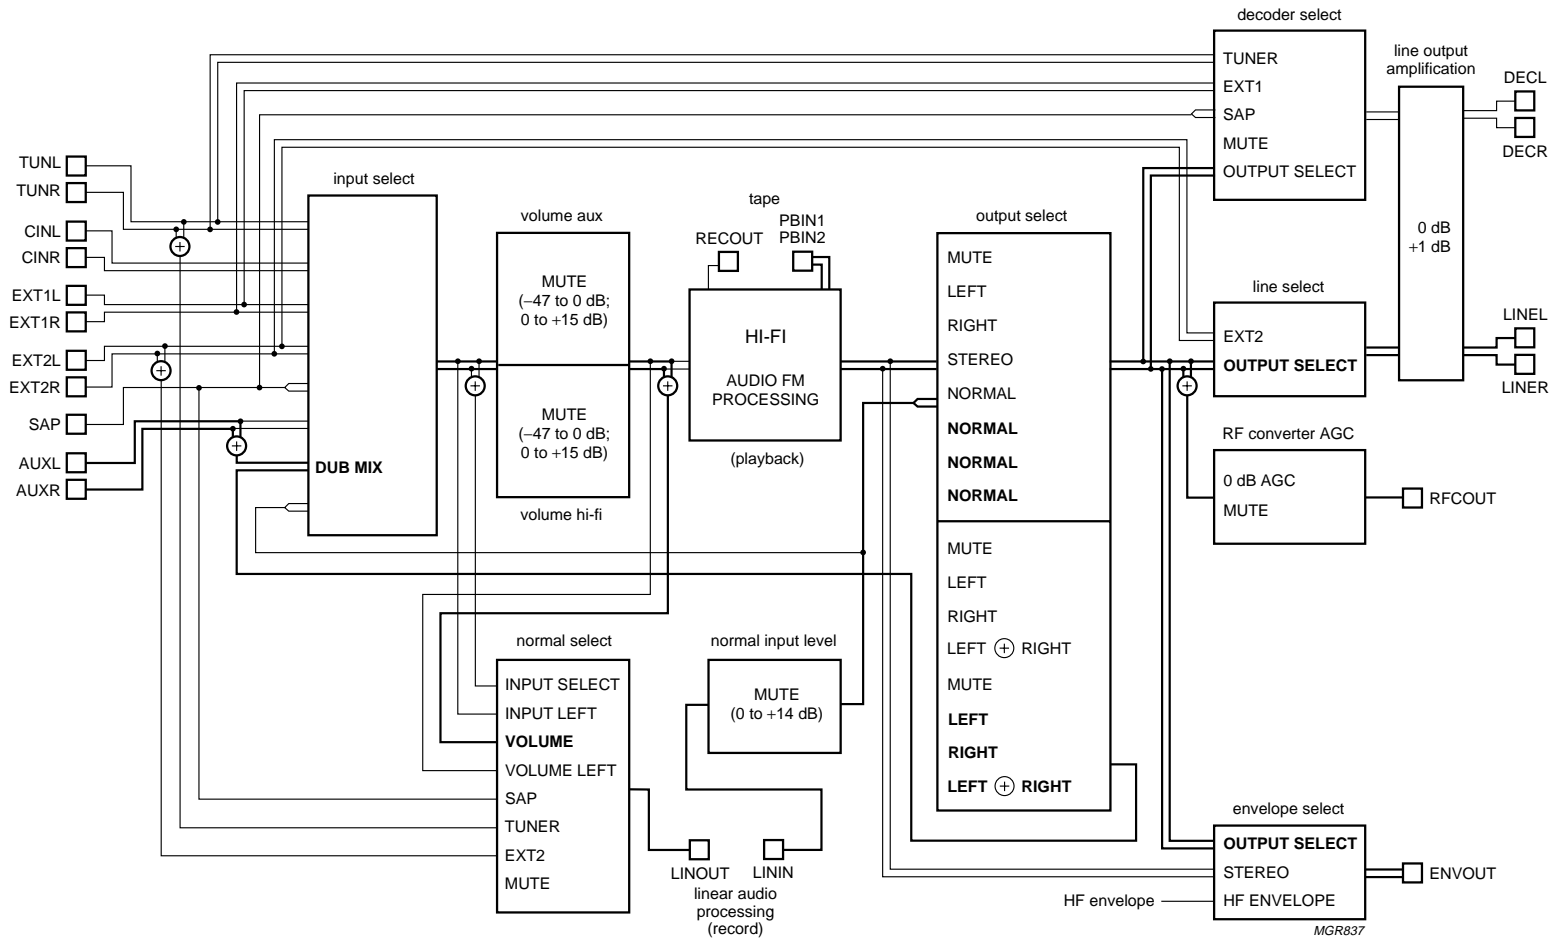 decoder select
TUNER
EXT1
SAP
MUTE
OUTPUT SELECT
line output
amplification
0 dB
+1 dB
DECL
DECR
TUNL
TUNR
CINL
CINR
EXT1L
EXT1R
EXT2L
EXT2R
SAP
AUXL
AUXR
input select
DUB MIX
volume aux
MUTE
(−47 to 0 dB;
0 to +15 dB)
MUTE
(−47 to 0 dB;
0 to +15 dB)
volume hi-fi
tape
RECOUT
PBIN1
PBIN2
HI-FI
AUDIO FM
PROCESSING
(playback)
output select
MUTE
LEFT
RIGHT
STEREO
NORMAL
NORMAL
NORMAL
NORMAL
MUTE
LEFT
RIGHT
LEFT + RIGHT
MUTE
LEFT
RIGHT
LEFT + RIGHT
line select
EXT2
OUTPUT SELECT
LINEL
LINER
RF converter AGC
0 dB AGC
MUTE
RFCOUT
normal select
INPUT SELECT
INPUT LEFT
VOLUME
VOLUME LEFT
SAP
TUNER
EXT2
MUTE
normal input level
MUTE
(0 to +14 dB)
LINOUT
LININ
linear audio
processing
(record)
envelope select
OUTPUT SELECT
STEREO
HF ENVELOPE
HF envelope
ENVOUT
MGR837